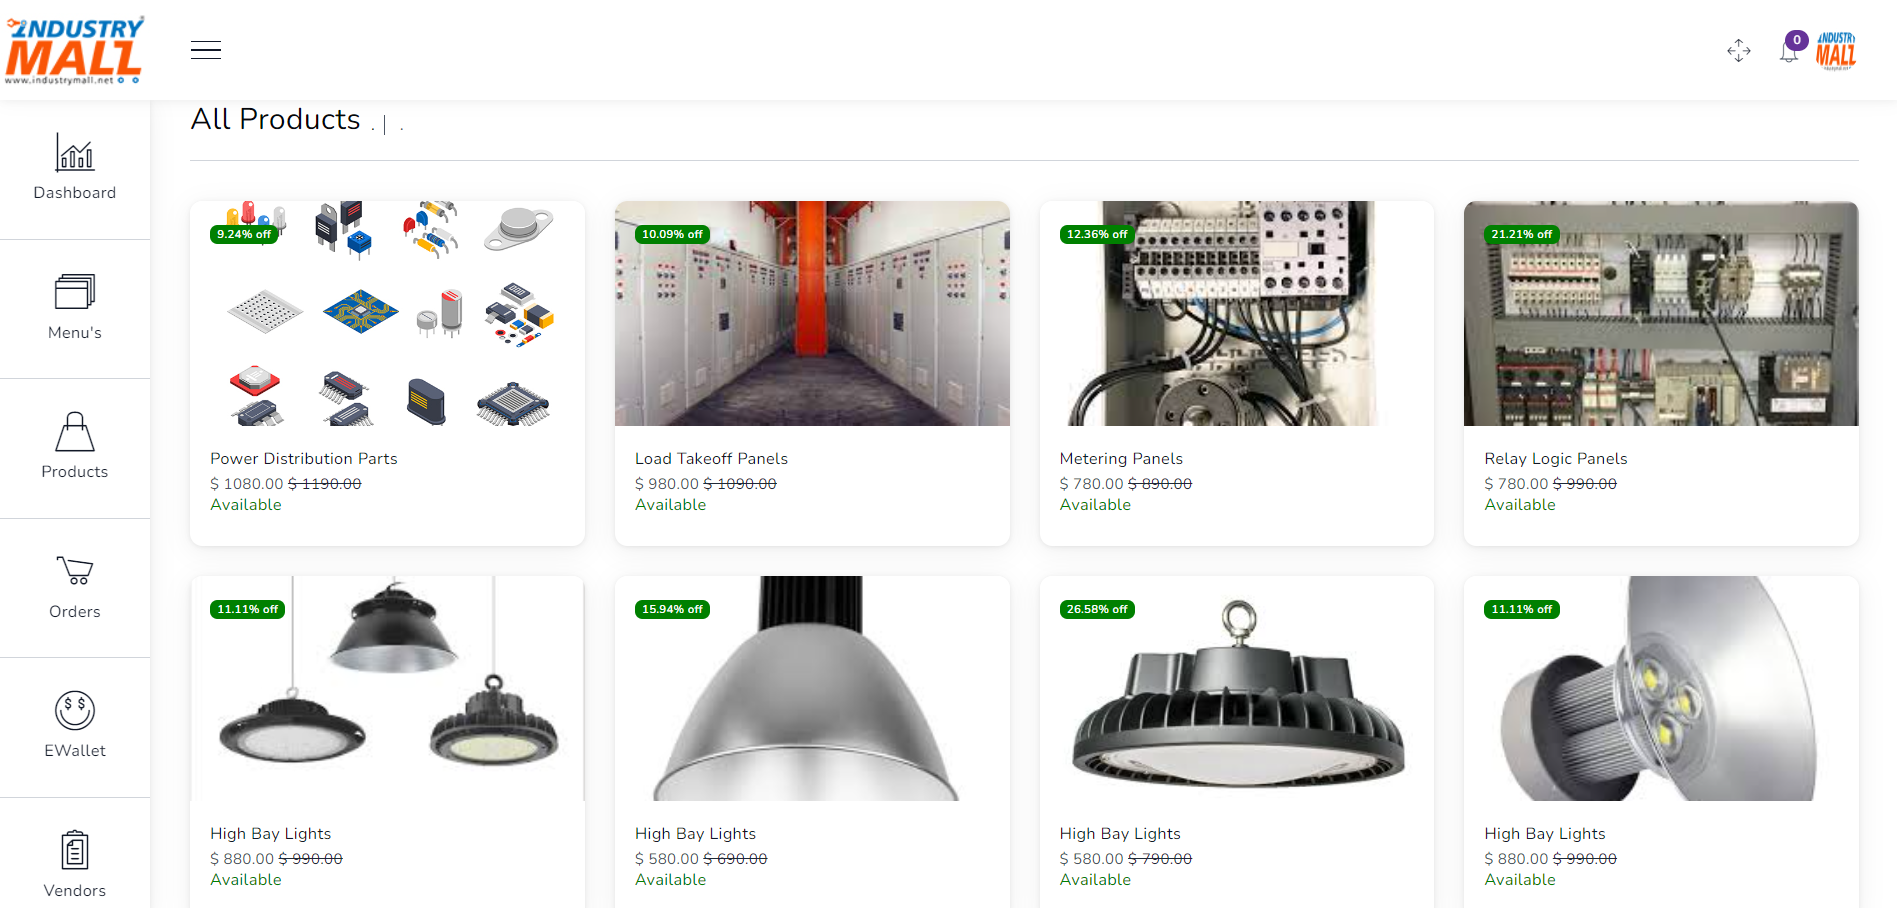 INDUSTRY
MALL
www.industrymall.net
0
INDUSTRY
MALL
All Products . | .
Dashboard
Menu's
Products
Orders
EWallet
Vendors
9.24% off
10.09% off
12.36% off
21.21% off
Power Distribution Parts
$ 1080.00 $ 1190.00
Available
Load Takeoff Panels
$ 980.00 $ 1090.00
Available
Metering Panels
$ 780.00 $ 890.00
Available
Relay Logic Panels
$ 780.00 $ 990.00
Available
11.11% off
15.94% off
26.58% off
11.11% off
High Bay Lights
$ 880.00 $ 990.00
Available
High Bay Lights
$ 580.00 $ 690.00
Available
High Bay Lights
$ 580.00 $ 790.00
Available
High Bay Lights
$ 880.00 $ 990.00
Available